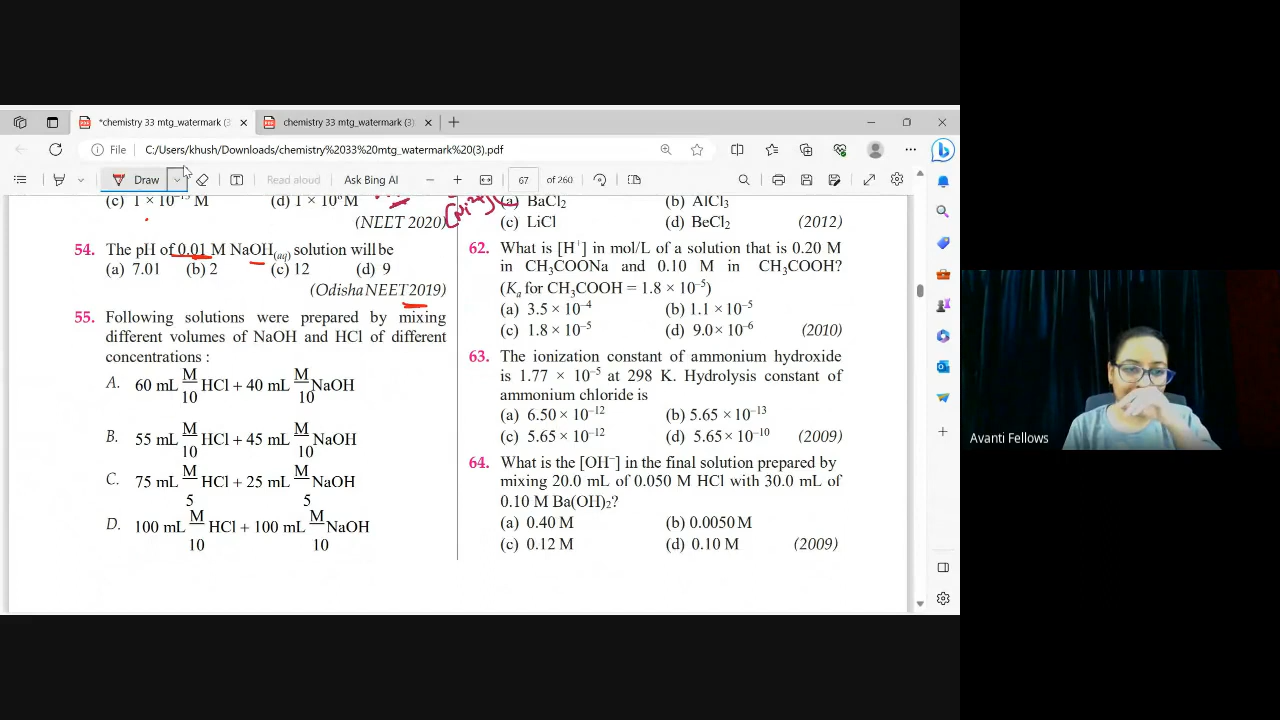 *chemistry 33 mtg_watermark (3
chemistry 33 mtg_watermark (3)
File
C:/Users/khush/Downloads/chemistry%2033%20mtg_watermark%20(3).pdf
Draw
Read aloud
Ask Bing AI
67 of 260
(c) 1 × 10⁻¹³ M (d) 1 × 10⁸ M
(NEET 2020)
54. The pH of 0.01 M NaOH(aq) solution will be
(a) 7.01 (b) 2 (c) 12 (d) 9
(Odisha NEET 2019)
55. Following solutions were prepared by mixing
different volumes of NaOH and HCl of different
concentrations :
A. 60 mL M/10 HCl + 40 mL M/10 NaOH
B. 55 mL M/10 HCl + 45 mL M/10 NaOH
C. 75 mL M/5 HCl + 25 mL M/5 NaOH
D. 100 mL M/10 HCl + 100 mL M/10 NaOH
(a) BaCl₂ (b) AlCl₃
(c) LiCl (d) BeCl₂ (2012)
62. What is [H⁺] in mol/L of a solution that is 0.20 M
in CH₃COONa and 0.10 M in CH₃COOH?
(Kₐ for CH₃COOH = 1.8 × 10⁻⁵)
(a) 3.5 × 10⁻⁴ (b) 1.1 × 10⁻⁵
(c) 1.8 × 10⁻⁵ (d) 9.0 × 10⁻⁶ (2010)
63. The ionization constant of ammonium hydroxide
is 1.77 × 10⁻⁵ at 298 K. Hydrolysis constant of
ammonium chloride is
(a) 6.50 × 10⁻¹² (b) 5.65 × 10⁻¹³
(c) 5.65 × 10⁻¹² (d) 5.65 × 10⁻¹⁰ (2009)
64. What is the [OH⁻] in the final solution prepared by
mixing 20.0 mL of 0.050 M HCl with 30.0 mL of
0.10 M Ba(OH)₂?
(a) 0.40 M (b) 0.0050 M
(c) 0.12 M (d) 0.10 M (2009)
Avanti Fellows